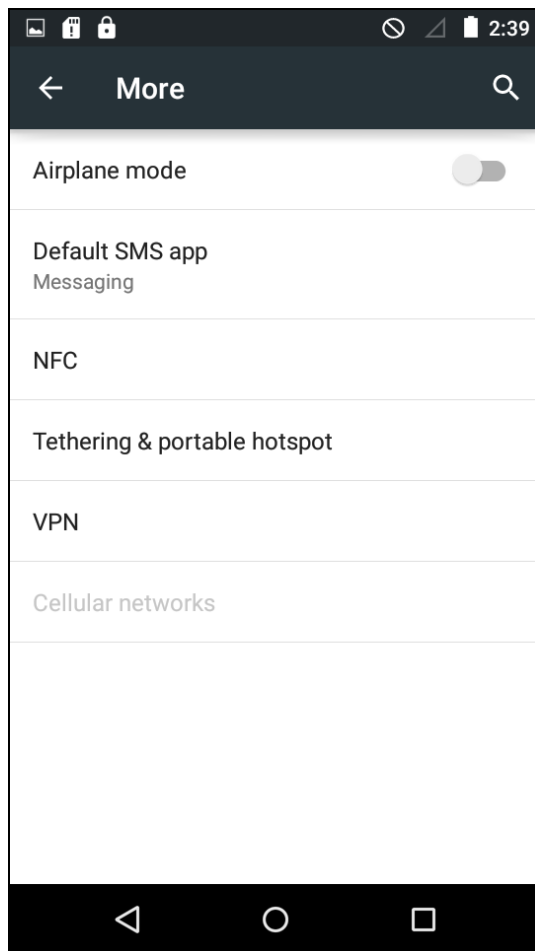 2:39
More
Airplane mode
Default SMS app
Messaging
NFC
Tethering & portable hotspot
VPN
Cellular networks